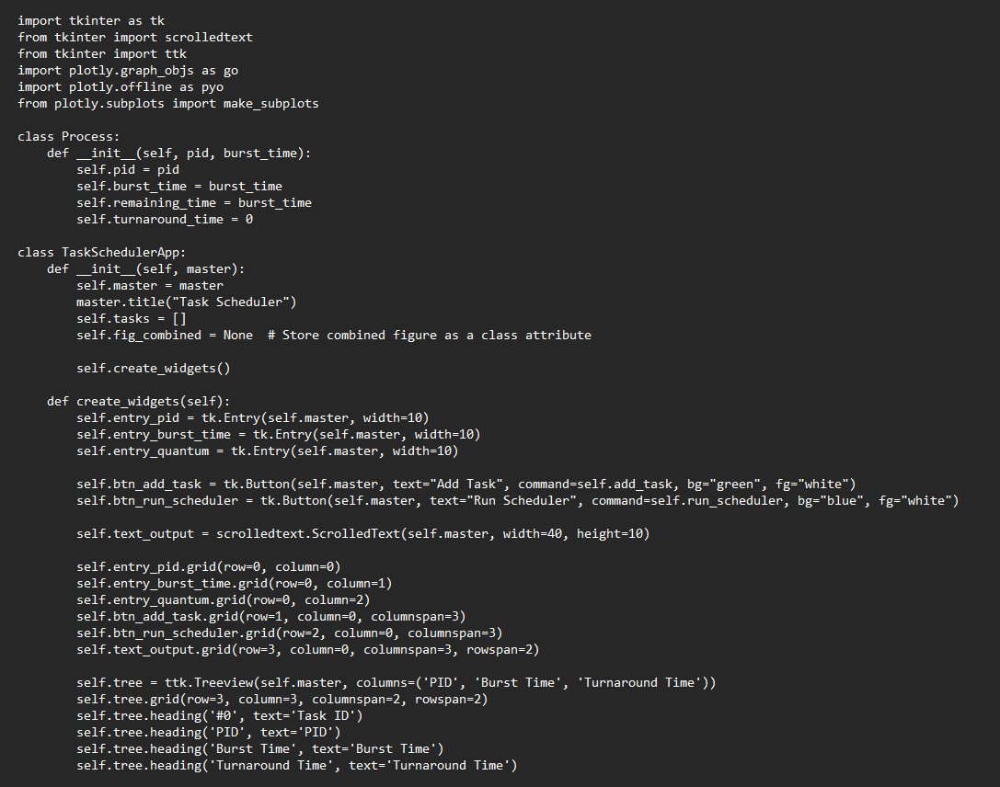 import tkinter as tk
from tkinter import scrolledtext
from tkinter import ttk
import plotly.graph_objs as go
import plotly.offline as pyo
from plotly.subplots import make_subplots

class Process:
    def __init__(self, pid, burst_time):
        self.pid = pid
        self.burst_time = burst_time
        self.remaining_time = burst_time
        self.turnaround_time = 0

class TaskSchedulerApp:
    def __init__(self, master):
        self.master = master
        master.title("Task Scheduler")
        self.tasks = []
        self.fig_combined = None  # Store combined figure as a class attribute

        self.create_widgets()

    def create_widgets(self):
        self.entry_pid = tk.Entry(self.master, width=10)
        self.entry_burst_time = tk.Entry(self.master, width=10)
        self.entry_quantum = tk.Entry(self.master, width=10)

        self.btn_add_task = tk.Button(self.master, text="Add Task", command=self.add_task, bg="green", fg="white")
        self.btn_run_scheduler = tk.Button(self.master, text="Run Scheduler", command=self.run_scheduler, bg="blue", fg="white")

        self.text_output = scrolledtext.ScrolledText(self.master, width=40, height=10)

        self.entry_pid.grid(row=0, column=0)
        self.entry_burst_time.grid(row=0, column=1)
        self.entry_quantum.grid(row=0, column=2)
        self.btn_add_task.grid(row=1, column=0, columnspan=3)
        self.btn_run_scheduler.grid(row=2, column=0, columnspan=3)
        self.text_output.grid(row=3, column=0, columnspan=3, rowspan=2)

        self.tree = ttk.Treeview(self.master, columns=('PID', 'Burst Time', 'Turnaround Time'))
        self.tree.grid(row=3, column=3, columnspan=2, rowspan=2)
        self.tree.heading('#0', text='Task ID')
        self.tree.heading('PID', text='PID')
        self.tree.heading('Burst Time', text='Burst Time')
        self.tree.heading('Turnaround Time', text='Turnaround Time')